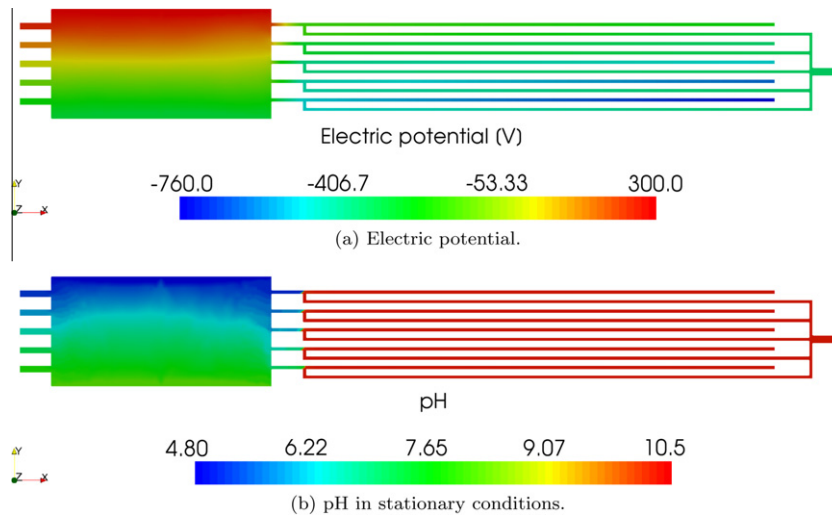 Electric potential (V)
-760.0 -406.7 -53.33 300.0
Y
Z X
(a) Electric potential.
pH
4.80 6.22 7.65 9.07 10.5
Y
Z X
(b) pH in stationary conditions.